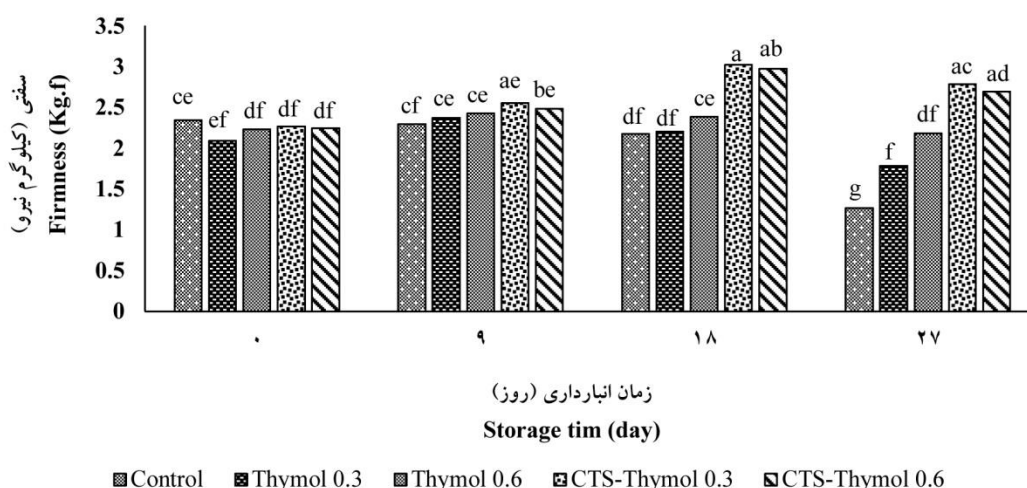 سفتی (کیلوگرم نیرو)
Firmness (Kg.f)
3.5
3
2.5
2
1.5
1
0.5
0
ce ef df df df
cf ce ce ae be
df df ce a ab
g f df ac ad
۰ ۹ ۱۸ ۲۷
زمان انبارداری (روز)
Storage tim (day)
Control Thymol 0.3 Thymol 0.6 CTS-Thymol 0.3 CTS-Thymol 0.6